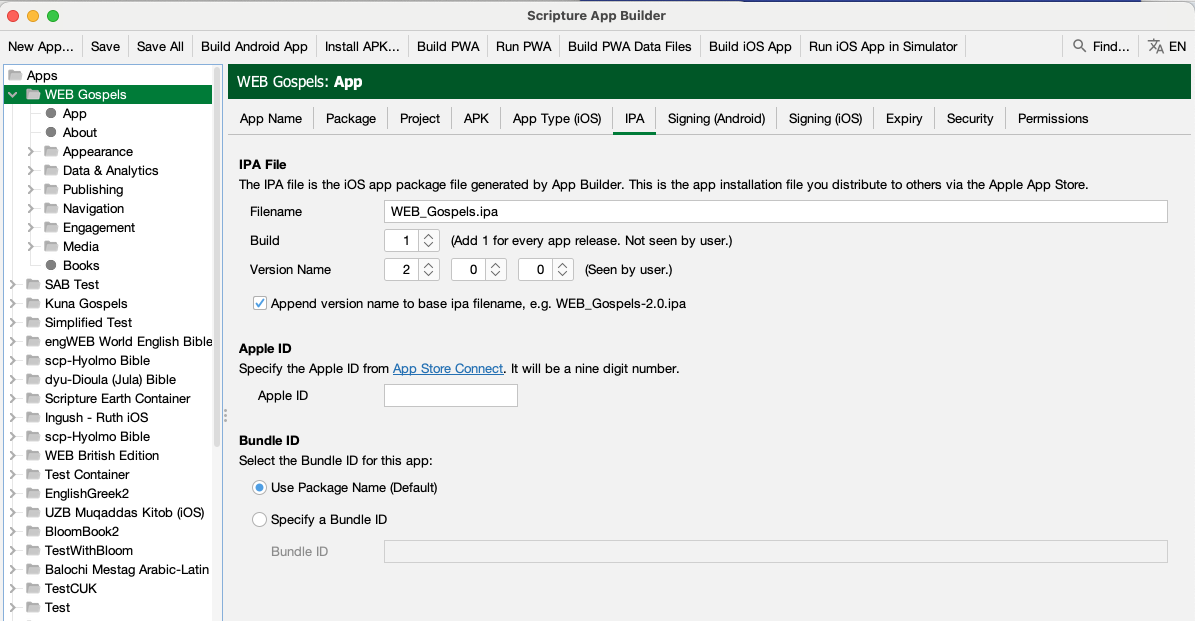 Scripture App Builder
New App... Save Save All Build Android App Install APK... Build PWA Run PWA Build PWA Data Files Build iOS App Run iOS App in Simulator Find... EN
Apps
WEB Gospels
App
About
Appearance
Data & Analytics
Publishing
Navigation
Engagement
Media
Books
SAB Test
Kuna Gospels
Simplified Test
engWEB World English Bible
scp-Hyolmo Bible
dyu-Dioula (Jula) Bible
Scripture Earth Container
Ingush - Ruth iOS
scp-Hyolmo Bible
WEB British Edition
Test Container
EnglishGreek2
UZB Muqaddas Kitob (iOS)
BloomBook2
TestWithBloom
Balochi Mestag Arabic-Latin
TestCUK
Test
WEB Gospels: App
App Name Package Project APK App Type (iOS) IPA Signing (Android) Signing (iOS) Expiry Security Permissions
IPA File
The IPA file is the iOS app package file generated by App Builder. This is the app installation file you distribute to others via the Apple App Store.
Filename WEB_Gospels.ipa
Build 1 (Add 1 for every app release. Not seen by user.)
Version Name 2 0 0 (Seen by user.)
Append version name to base ipa filename, e.g. WEB_Gospels-2.0.ipa
Apple ID
Specify the Apple ID from App Store Connect. It will be a nine digit number.
Apple ID
Bundle ID
Select the Bundle ID for this app:
Use Package Name (Default)
Specify a Bundle ID
Bundle ID